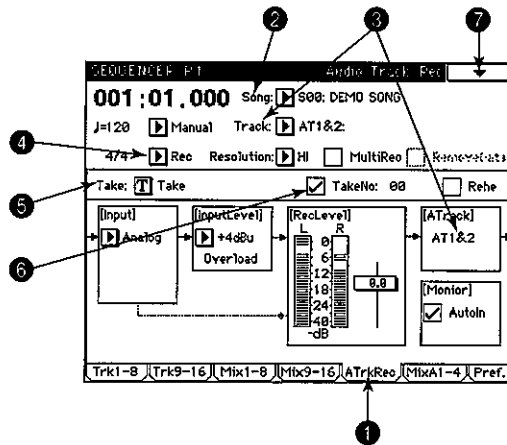 2 3 7
SEQUENCER P1 Audio Track Rec
001:01.000 Song: S00: DEMO SONG
♩=120 Manual Track: AT1&2:
4 4/4 Rec Resolution: HI MultiRec
5 Take: T Take TakeNo: 00 Rehe
[Input] [InputLevel] [RecLevel] [ATrack]
L R
Analog +4dBu 0 AT1&2
6 Overload 6
12 0.0
18 [Monitor]
24 AutoIn
40
-dB
Trk1-8 Trk9-16 Mix1-8 Mix9-16 ATrkRec MixA1-4 Pref.
1